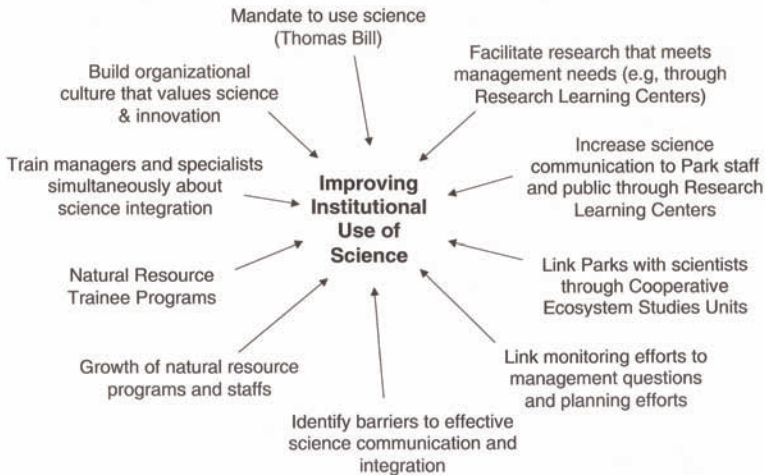 Mandate to use science
(Thomas Bill)
Facilitate research that meets
management needs (e.g, through
Research Learning Centers)
Build organizational
culture that values science
& innovation
Increase science
communication to Park staff
and public through Research
Learning Centers
Train managers and specialists
simultaneously about
science integration
Improving
Institutional
Use of
Science
Link Parks with scientists
through Cooperative
Ecosystem Studies Units
Natural Resource
Trainee Programs
Link monitoring efforts to
management questions
and planning efforts
Growth of natural resource
programs and staffs
Identify barriers to effective
science communication and
integration